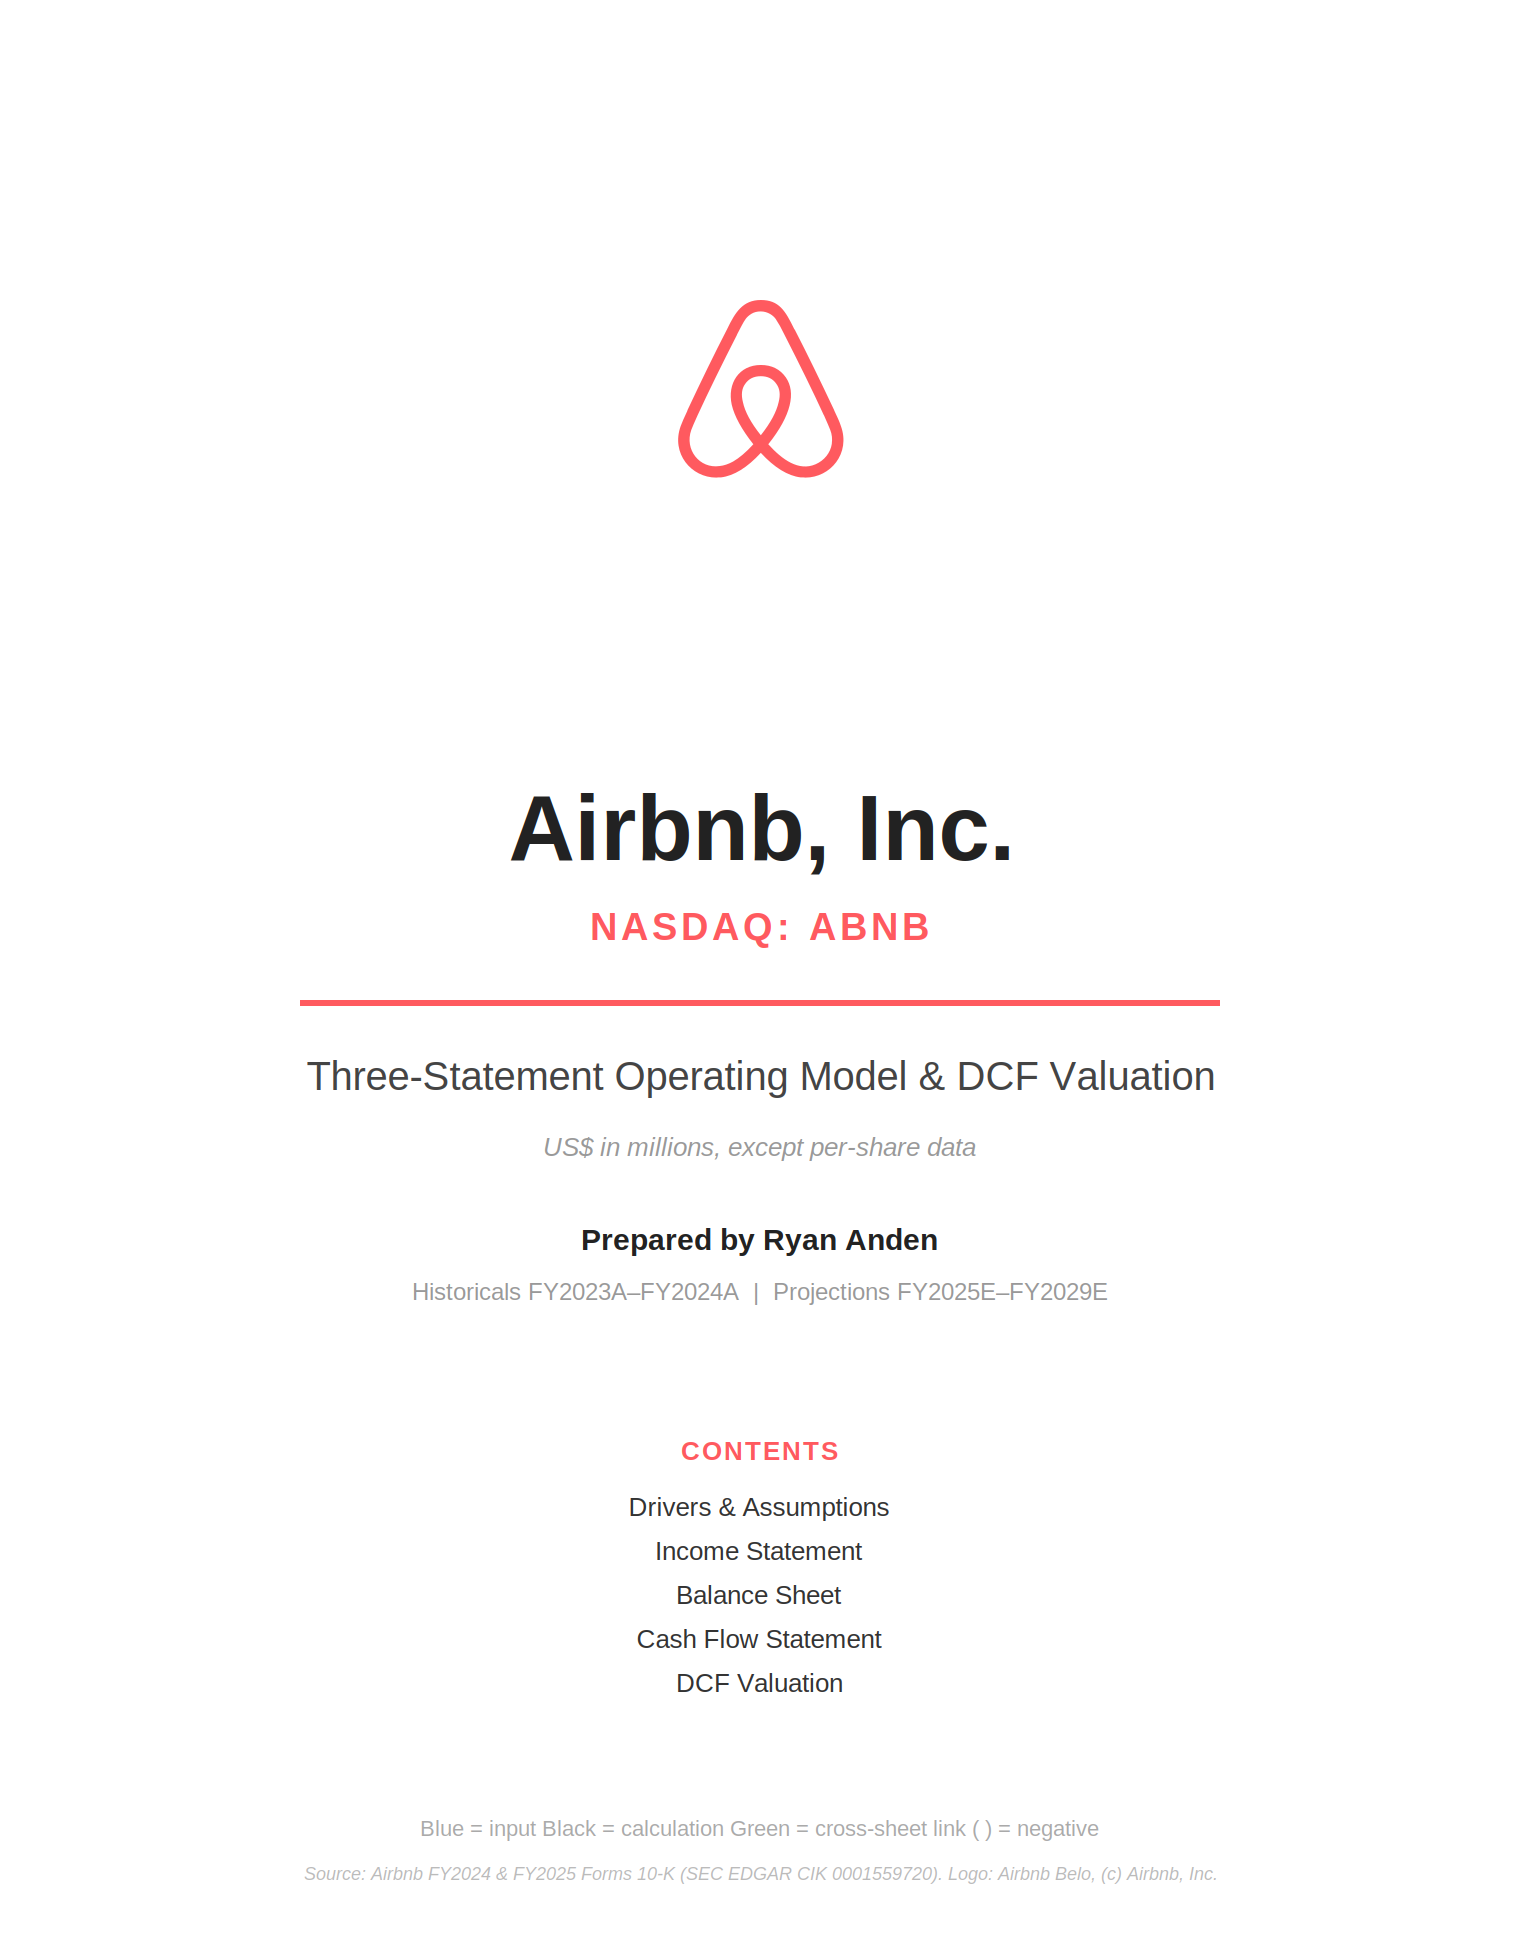 Airbnb, Inc.
NASDAQ: ABNB
Three-Statement Operating Model & DCF Valuation
US$ in millions, except per-share data
Prepared by Ryan Anden
Historicals FY2023A–FY2024A | Projections FY2025E–FY2029E
CONTENTS
Drivers & Assumptions
Income Statement
Balance Sheet
Cash Flow Statement
DCF Valuation
Blue = input Black = calculation Green = cross-sheet link ( ) = negative
Source: Airbnb FY2024 & FY2025 Forms 10-K (SEC EDGAR CIK 0001559720). Logo: Airbnb Belo, (c) Airbnb, Inc.